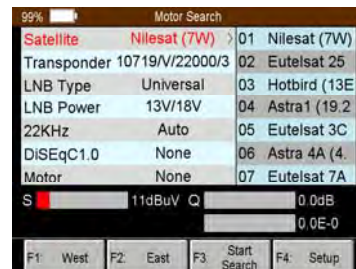 99% Motor Search
Satellite Nilesat (7W) > 01 Nilesat (7W)
Transponder 10719/V/22000/3 02 Eutelsat 25
LNB Type Universal 03 Hotbird (13E
LNB Power 13V/18V 04 Astra1 (19.2
22KHz Auto 05 Eutelsat 3C
DiSEqC1.0 None 06 Astra 4A (4.
Motor None 07 Eutelsat 7A
S 11dBuV Q 0.0dB
0.0E-0
F1: West F2: East F3: Start Search F4: Setup